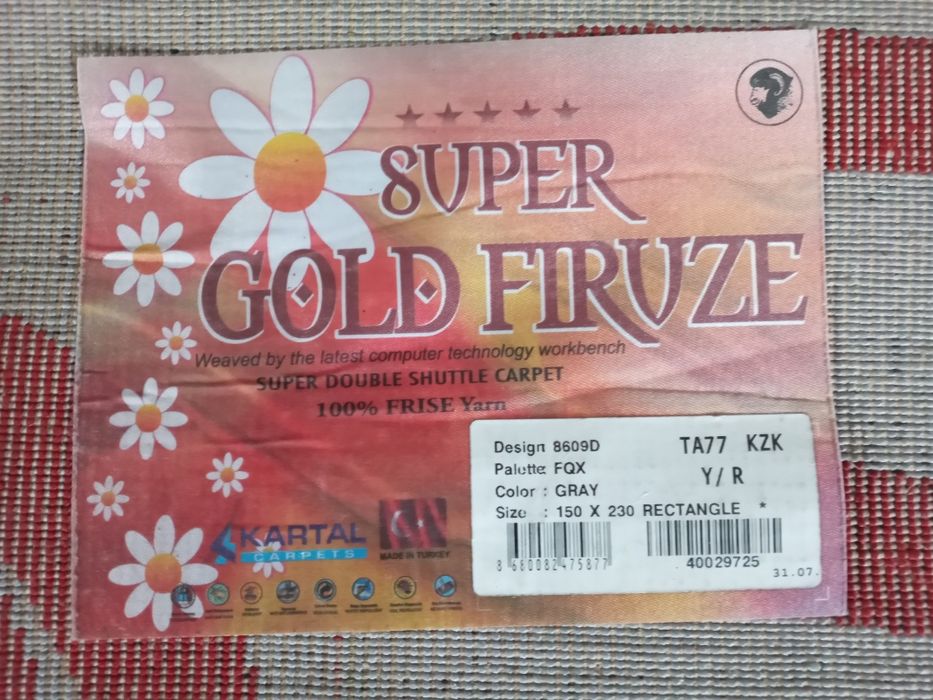 SUPER
GOLD FIRUZE
Weaved by the latest computer technology workbench
SUPER DOUBLE SHUTTLE CARPET
100% FRISE Yarn
Design 8609D
TA77 KZK
Palette: FQX
Y/ R
Color : GRAY
Size : 150 X 230 RECTANGLE *
8 680082 475877
40029725
31.07.
KARTAL
CARPETS
MADE IN TURKEY